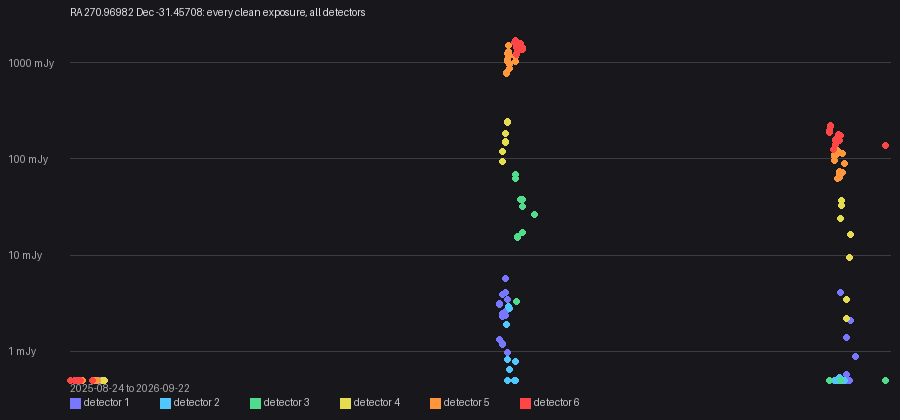 RA 270.96982 Dec -31.45708: every clean exposure, all detectors
1000 mJy
100 mJy
10 mJy
1 mJy
2025-08-24 to 2026-09-22
detector 1 detector 2 detector 3 detector 4 detector 5 detector 6